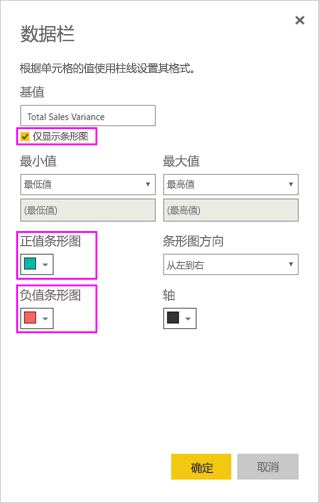 数据栏
根据单元格的值使用柱线设置其格式。
基值
Total Sales Variance
仅显示条形图
最小值 最大值
最低值 最高值
(最低值) (最高值)
正值条形图 条形图方向
从左到右
负值条形图 轴
确定 取消